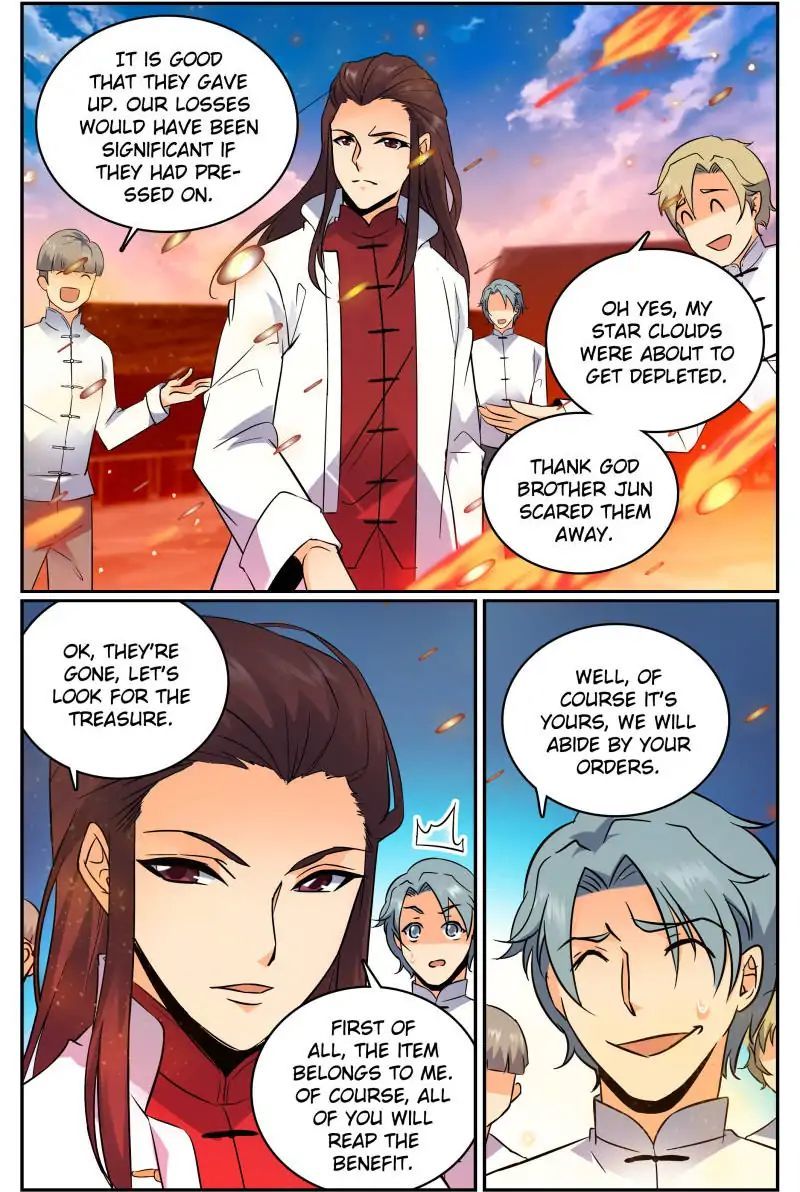 IT IS GOOD
THAT THEY GAVE
UP. OUR LOSSES
WOULD HAVE BEEN
SIGNIFICANT IF
THEY HAD PRE-
SSED ON.
OH YES, MY
STAR CLOUDS
WERE ABOUT TO
GET DEPLETED.
THANK GOD
BROTHER JUN
SCARED THEM
AWAY.
OK, THEY'RE
GONE, LET'S
LOOK FOR THE
TREASURE.
FIRST OF
ALL, THE ITEM
BELONGS TO ME.
OF COURSE, ALL
OF YOU WILL
REAP THE
BENEFIT.
WELL, OF
COURSE IT'S
YOURS, WE WILL
ABIDE BY YOUR
ORDERS.